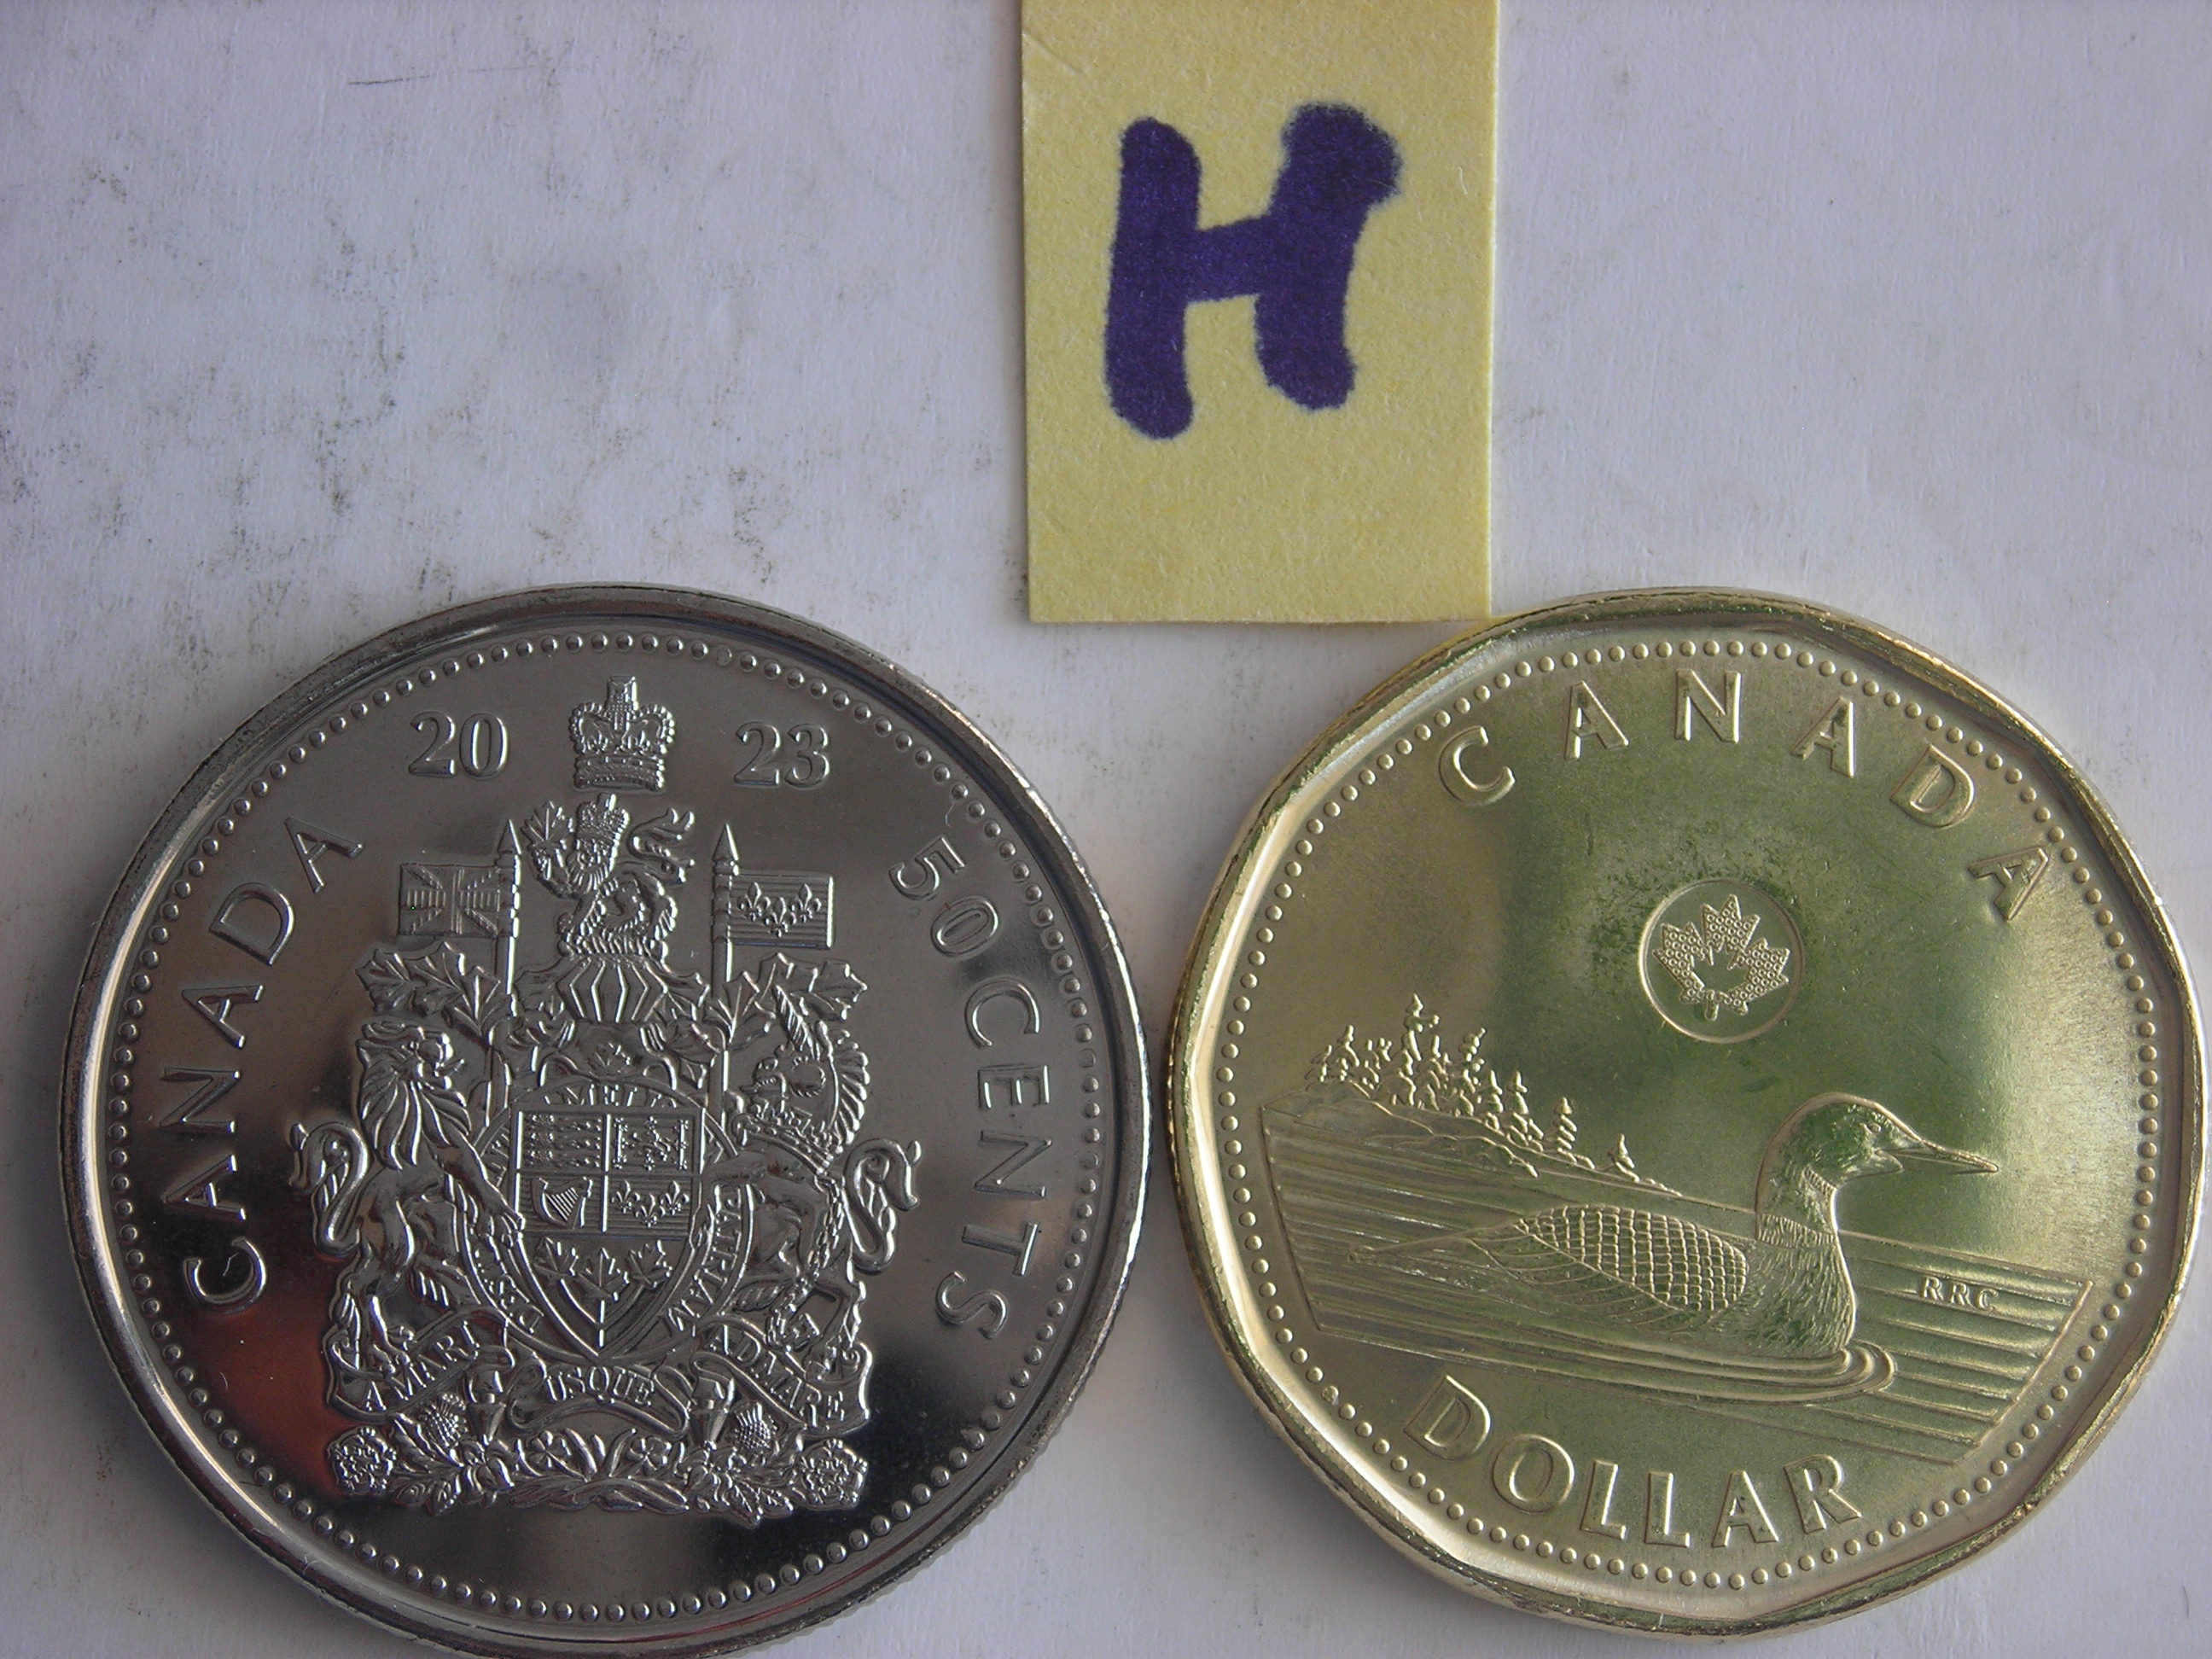 H
20 23
CANADA
50 CENTS
A MARI USQUE AD MARE
CANADA
RRC
DOLLAR